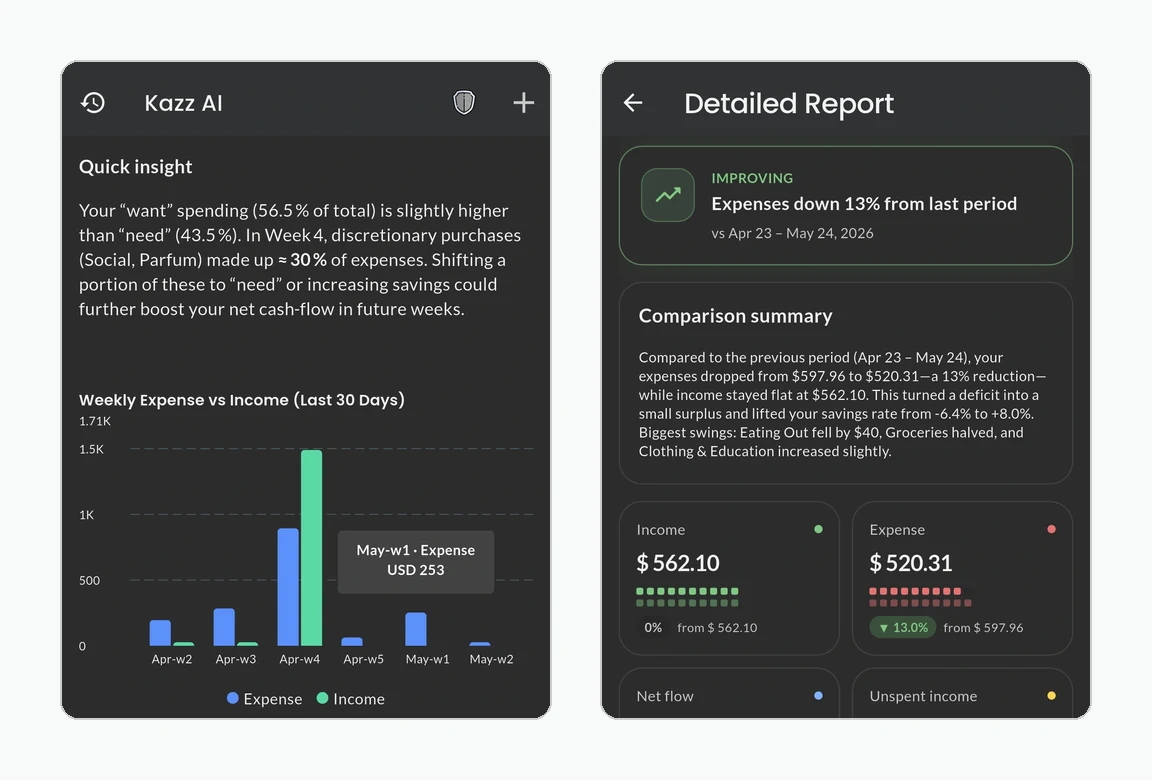 Kazz AI
Quick insight
Your “want” spending (56.5 % of total) is slightly higher
than “need” (43.5 %). In Week 4, discretionary purchases
(Social, Parfum) made up ≈ 30 % of expenses. Shifting a
portion of these to “need” or increasing savings could
further boost your net cash-flow in future weeks.
Weekly Expense vs Income (Last 30 Days)
1.71K
1.5K
1K
500
0
May-w1 · Expense
USD 253
Apr-w2
Apr-w3
Apr-w4
Apr-w5
May-w1
May-w2
Expense
Income
Detailed Report
IMPROVING
Expenses down 13% from last period
vs Apr 23 – May 24, 2026
Comparison summary
Compared to the previous period (Apr 23 – May 24), your
expenses dropped from $597.96 to $520.31—a 13% reduction—
while income stayed flat at $562.10. This turned a deficit into a
small surplus and lifted your savings rate from -6.4% to +8.0%.
Biggest swings: Eating Out fell by $40, Groceries halved, and
Clothing & Education increased slightly.
Income
$ 562.10
0% from $ 562.10
Expense
$ 520.31
▼ 13.0% from $ 597.96
Net flow
Unspent income